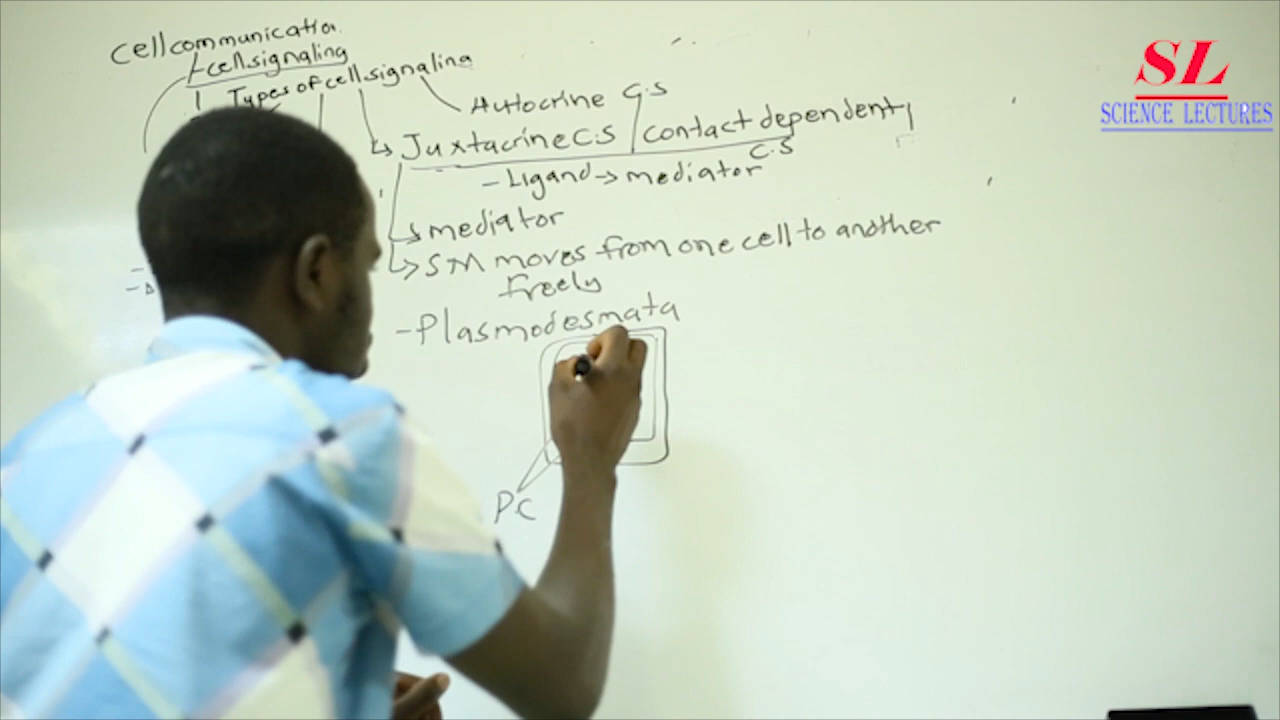 cell communication
cell signaling
Types of cell signaling
Autocrine C.S
Juxtacrine C.S | contact dependent
C.S
- Ligand → mediator
mediator
SM moves from one cell to another
freely
- Plasmodesmata
PC
SL
SCIENCE LECTURES